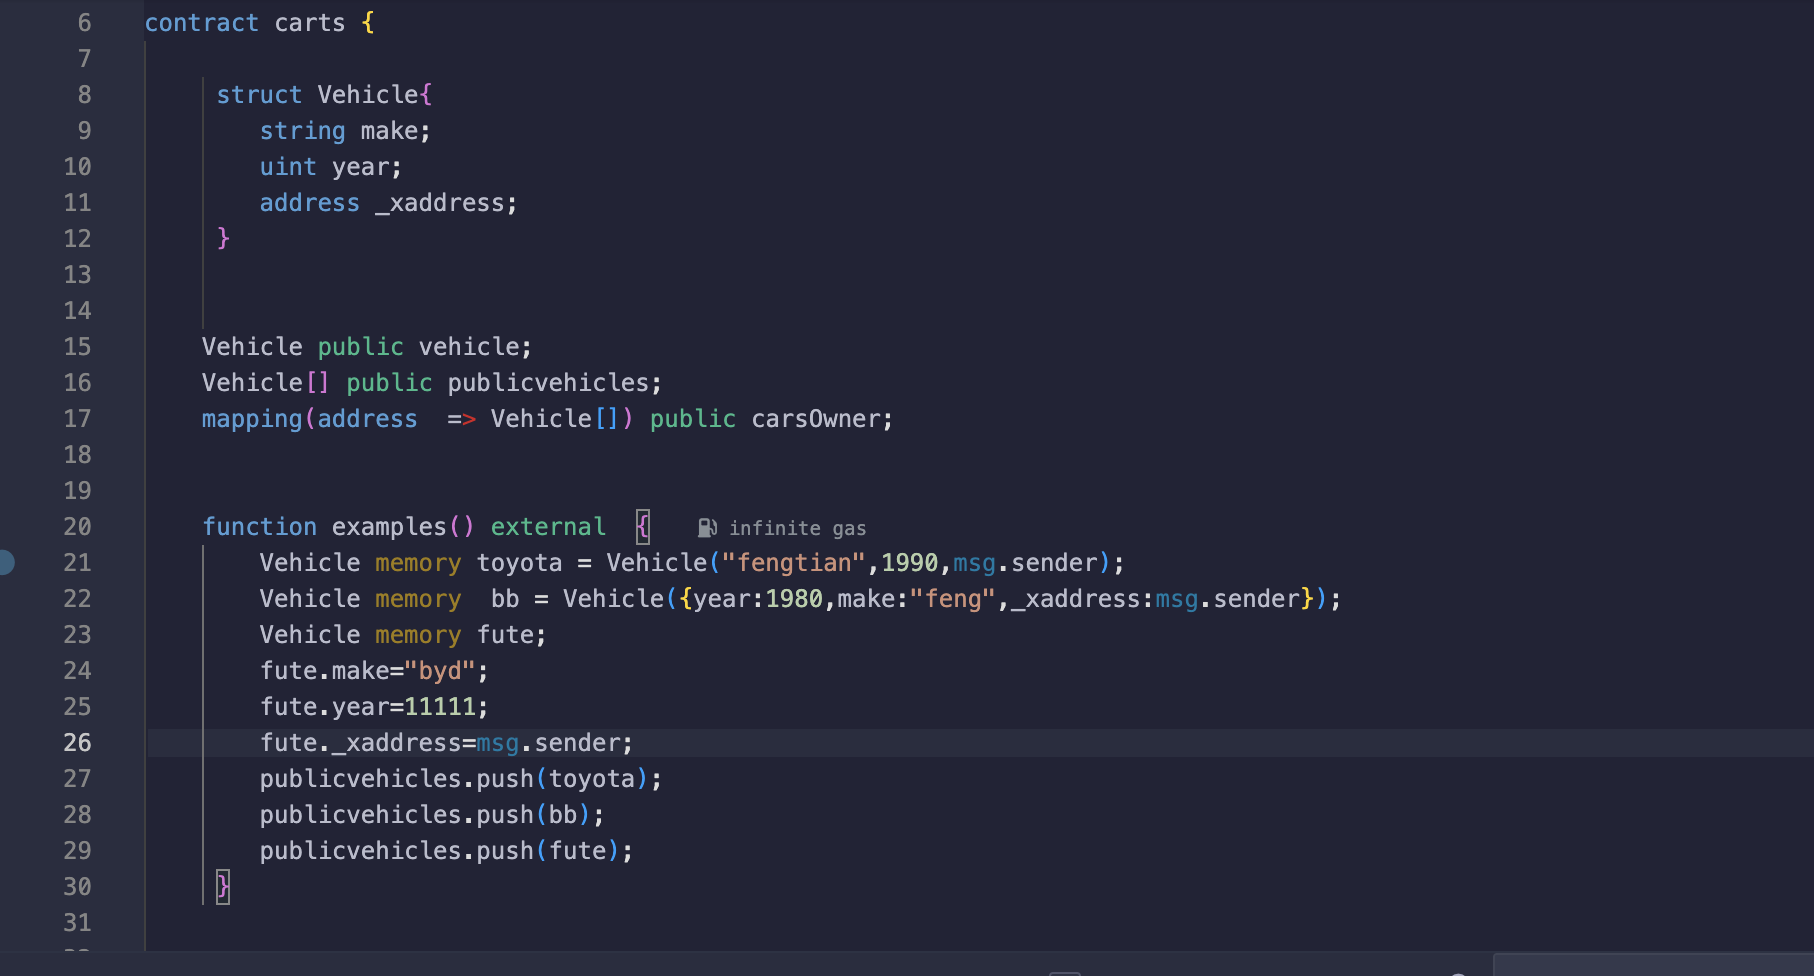 6 contract carts {
7
8 struct Vehicle{
9 string make;
10 uint year;
11 address _xaddress;
12 }
13
14
15 Vehicle public vehicle;
16 Vehicle[] public publicvehicles;
17 mapping(address  => Vehicle[]) public carsOwner;
18
19
20 function examples() external  { infinite gas
21 Vehicle memory toyota = Vehicle("fengtian",1990,msg.sender);
22 Vehicle memory  bb = Vehicle({year:1980,make:"feng",_xaddress:msg.sender});
23 Vehicle memory fute;
24 fute.make="byd";
25 fute.year=11111;
26 fute._xaddress=msg.sender;
27 publicvehicles.push(toyota);
28 publicvehicles.push(bb);
29 publicvehicles.push(fute);
30 }
31